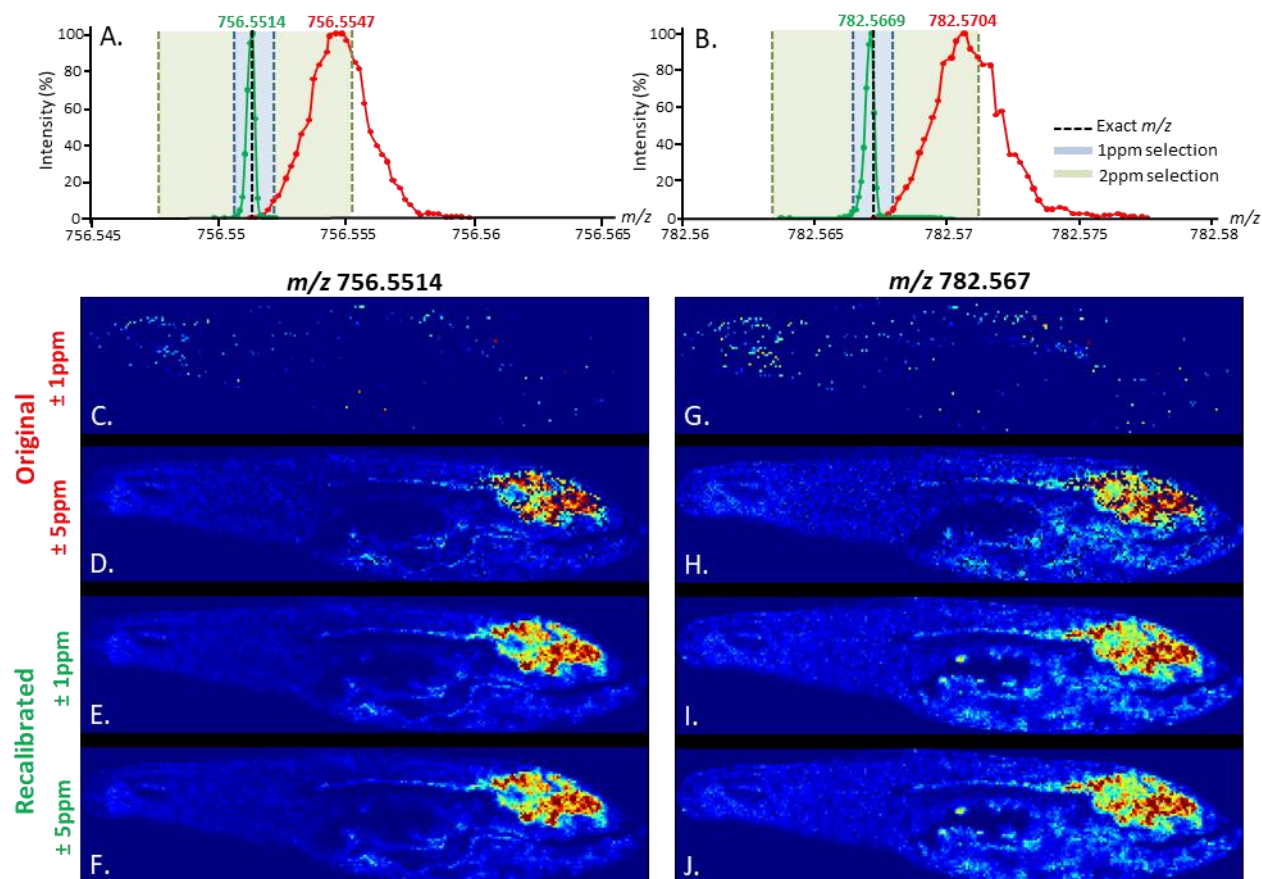 756.5514 756.5547
A.
Intensity (%)
100
80
60
40
20
0
756.545 756.55 756.555 756.56 756.565
m/z
782.5669 782.5704
B.
Intensity (%)
100
80
60
40
20
0
782.56 782.565 782.57 782.575 782.58
m/z
Exact m/z
1ppm selection
2ppm selection
m/z 756.5514
m/z 782.567
Original
± 1ppm
C.
G.
± 5ppm
D.
H.
Recalibrated
± 1ppm
E.
I.
± 5ppm
F.
J.